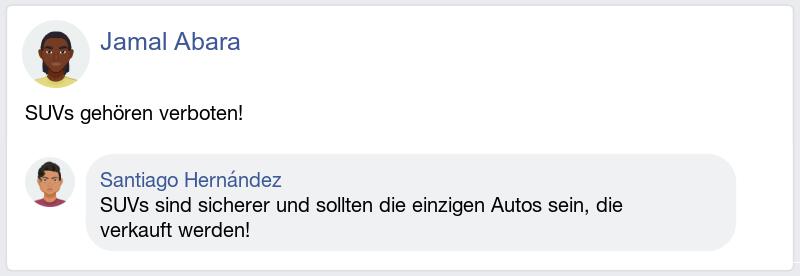 Jamal Abara
SUVs gehören verboten!
Santiago Hernández
SUVs sind sicherer und sollten die einzigen Autos sein, die
verkauft werden!